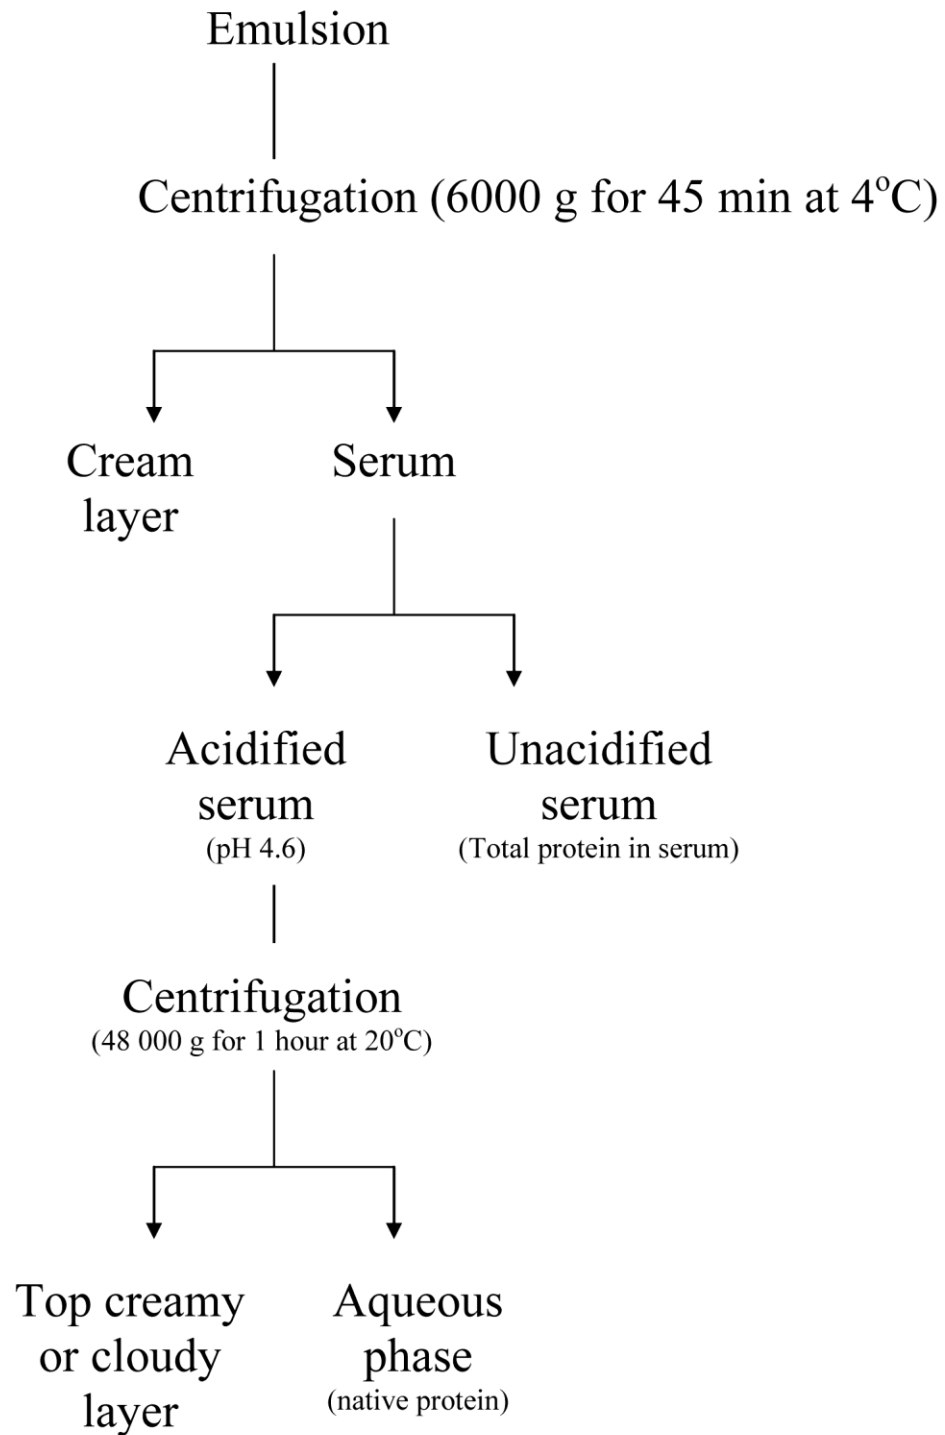 Emulsion
Centrifugation (6000 g for 45 min at 4°C)
Cream
layer
Serum
Acidified
serum
(pH 4.6)
Unacidified
serum
(Total protein in serum)
Centrifugation
(48 000 g for 1 hour at 20°C)
Top creamy
or cloudy
layer
Aqueous
phase
(native protein)